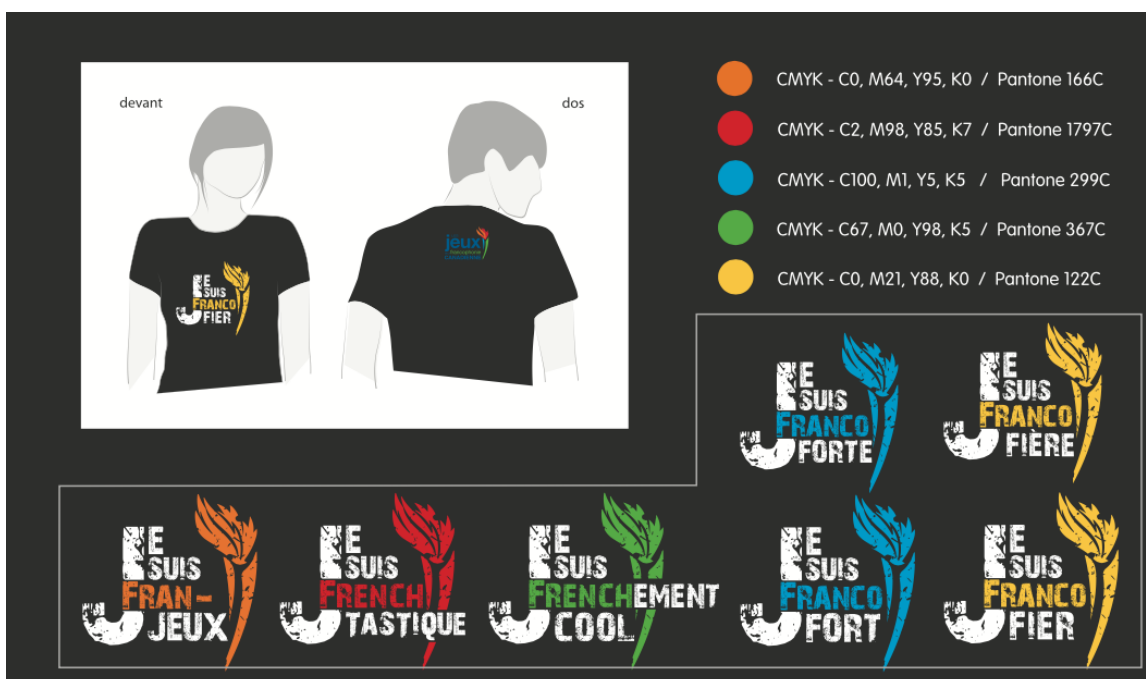 devant
dos
jeux
CMYK - C0, M64, Y95, K0 / Pantone 166C
CMYK - C2, M98, Y85, K7 / Pantone 1797C
CMYK - C100, M1, Y5, K5 / Pantone 299C
CMYK - C67, M0, Y98, K5 / Pantone 367C
CMYK - C0, M21, Y88, K0 / Pantone 122C
JE
SUIS
FRANCO
FIER
JE
SUIS
FRANCO
FORTE
JE
SUIS
FRANCO
FIÈRE
JE
SUIS
FRAN-
JEUX
JE
SUIS
FRENCH
TASTIQUE
JE
SUIS
FRENCHEMENT
COOL
JE
SUIS
FRANCO
FORT
JE
SUIS
FRANCO
FIER